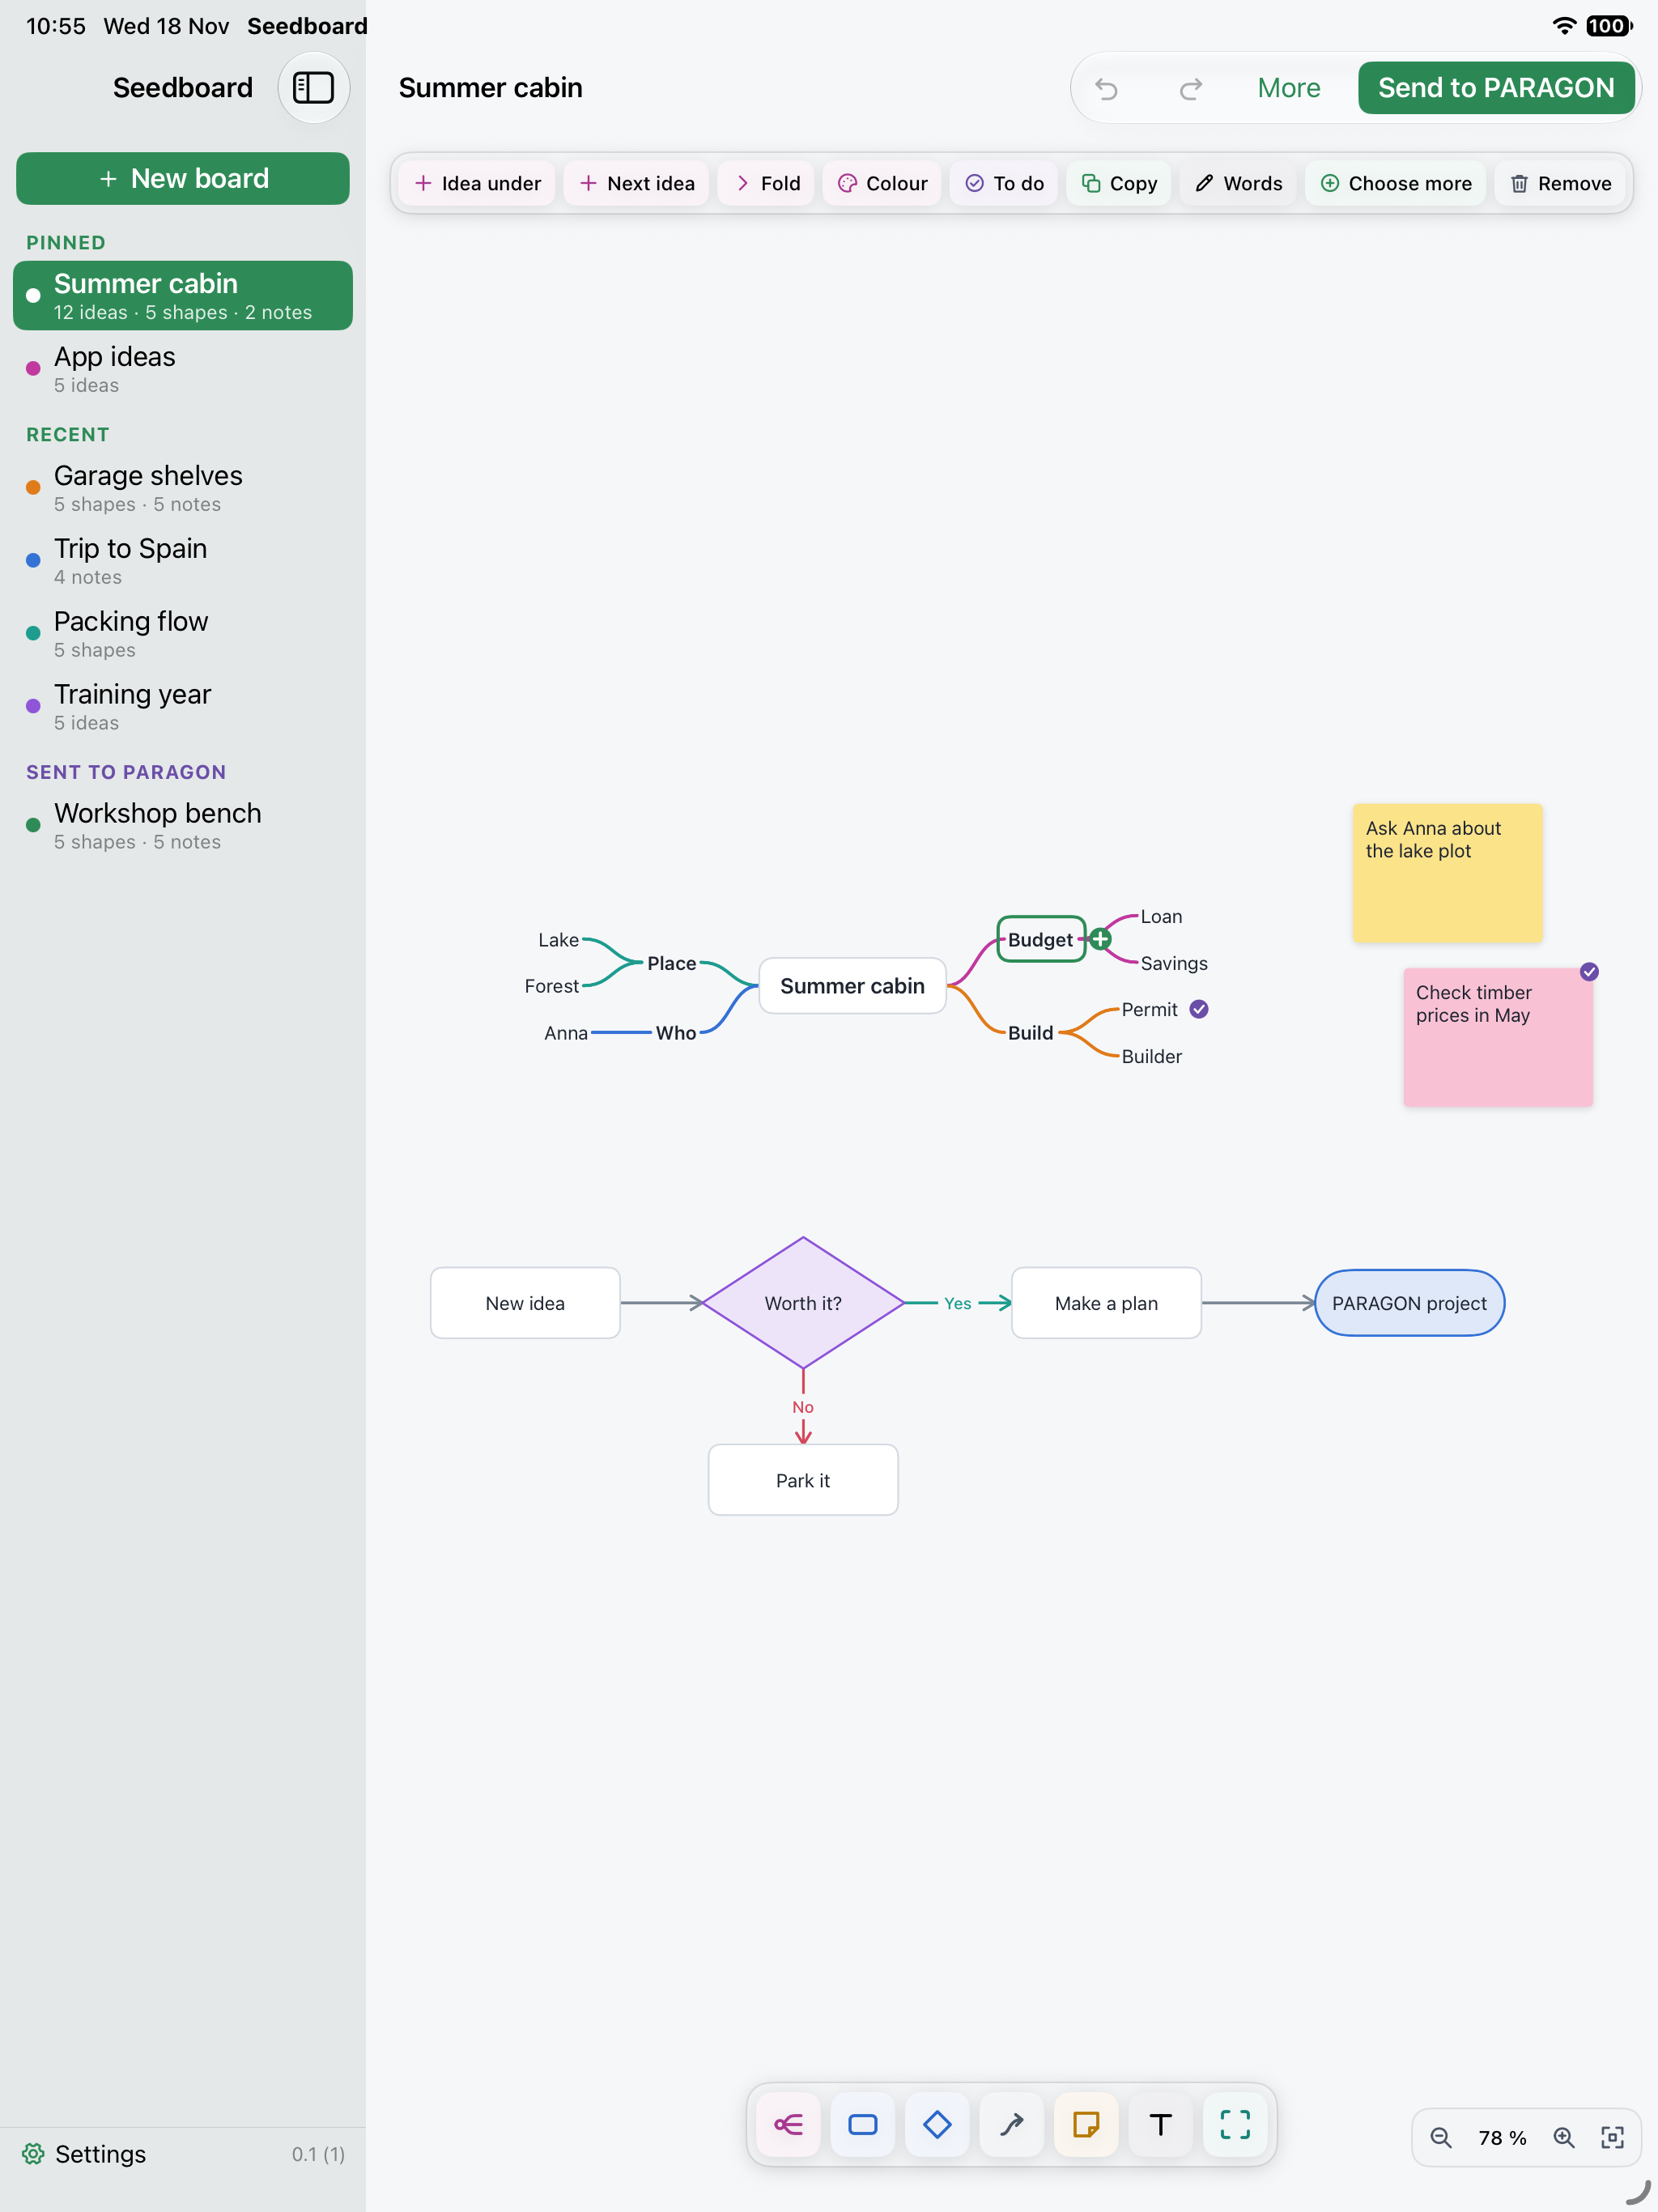 10:55 Wed 18 Nov Seedboard
100
Seedboard
Summer cabin
More
Send to PARAGON
+ New board
Idea under
Next idea
Fold
Colour
To do
Copy
Words
Choose more
Remove
PINNED
Summer cabin
12 ideas · 5 shapes · 2 notes
App ideas
5 ideas
RECENT
Garage shelves
5 shapes · 5 notes
Trip to Spain
4 notes
Packing flow
5 shapes
Training year
5 ideas
SENT TO PARAGON
Workshop bench
5 shapes · 5 notes
Ask Anna about
the lake plot
Check timber
prices in May
Lake
Forest
Place
Anna
Who
Summer cabin
Budget
Loan
Savings
Build
Permit
Builder
New idea
Worth it?
Yes
Make a plan
PARAGON project
No
Park it
Settings
0.1 (1)
T
78 %